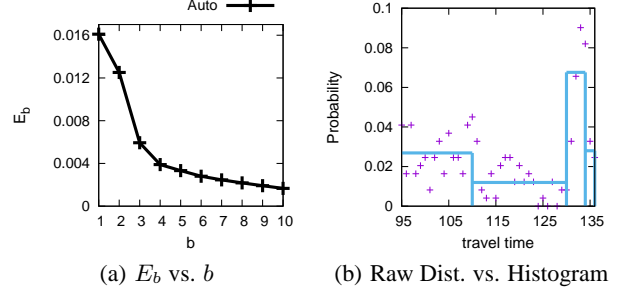 Auto
0.016
0.012
0.008
0.004
0
E_b
1 2 3 4 5 6 7 8 9 10
b
(a) E_b vs. b
0.1
0.08
0.06
0.04
0.02
0
Probability
95 105 115 125 135
travel time
(b) Raw Dist. vs. Histogram